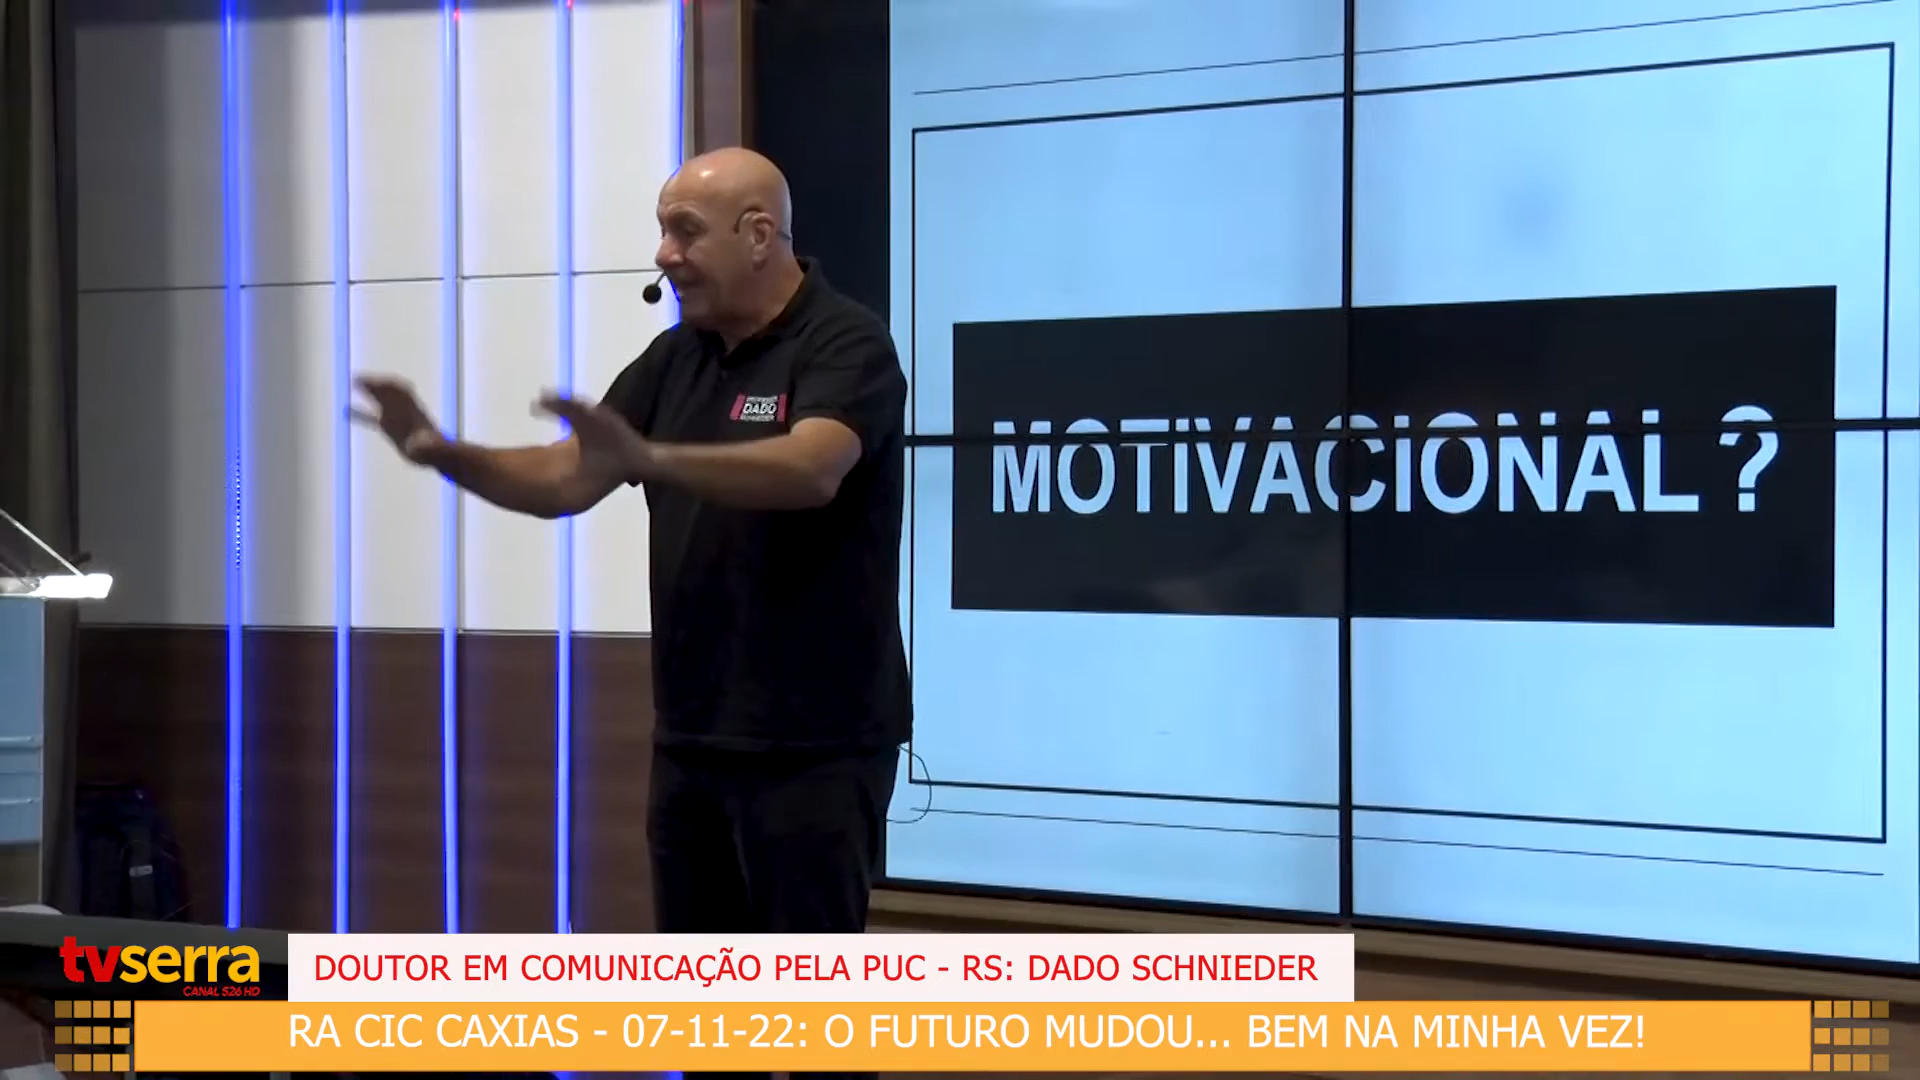 MOTIVACIONAL ?
DADO
SCHNIEDER
tvserra
CANAL 526 HD
DOUTOR EM COMUNICAÇÃO PELA PUC - RS: DADO SCHNIEDER
RA CIC CAXIAS - 07-11-22: O FUTURO MUDOU... BEM NA MINHA VEZ!